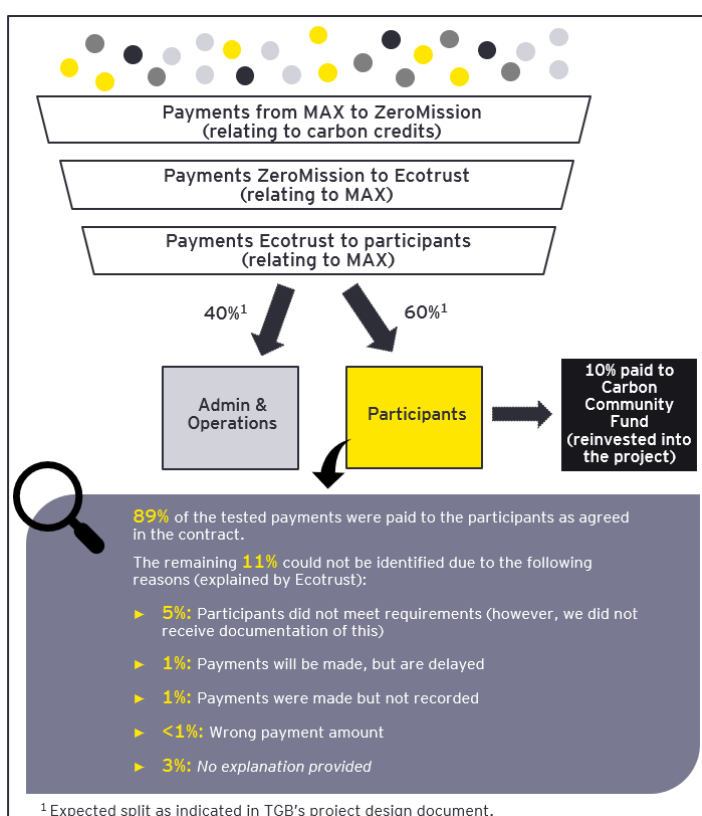 Payments from MAX to ZeroMission
(relating to carbon credits)
Payments ZeroMission to Ecotrust
(relating to MAX)
Payments Ecotrust to participants
(relating to MAX)
40%¹
60%¹
Admin &
Operations
Participants
10% paid to
Carbon
Community
Fund
(reinvested into
the project)
89% of the tested payments were paid to the participants as agreed
in the contract.
The remaining 11% could not be identified due to the following
reasons (explained by Ecotrust):
► 5%: Participants did not meet requirements (however, we did not
receive documentation of this)
► 1%: Payments will be made, but are delayed
► 1%: Payments were made but not recorded
► <1%: Wrong payment amount
► 3%: No explanation provided
¹ Expected split as indicated in TGB's project design document.